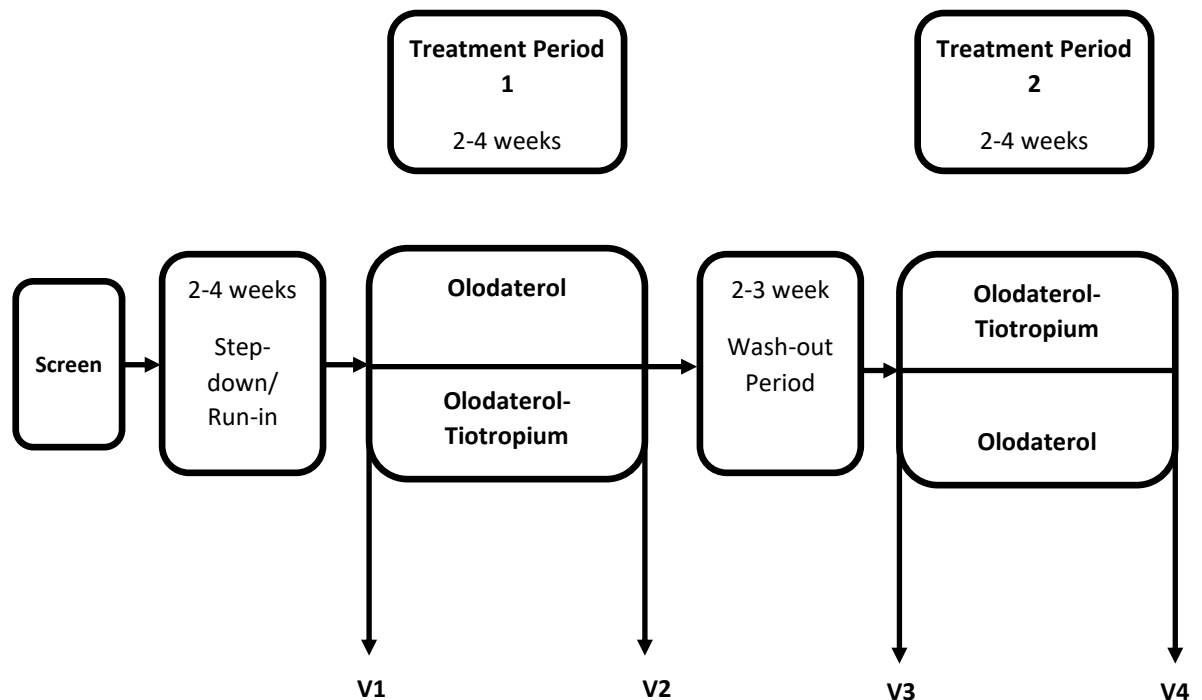 Treatment Period
1
2-4 weeks
Treatment Period
2
2-4 weeks
Screen
2-4 weeks
Step-
down/
Run-in
Olodaterol
Olodaterol-
Tiotropium
2-3 week
Wash-out
Period
Olodaterol-
Tiotropium
Olodaterol
V1
V2
V3
V4